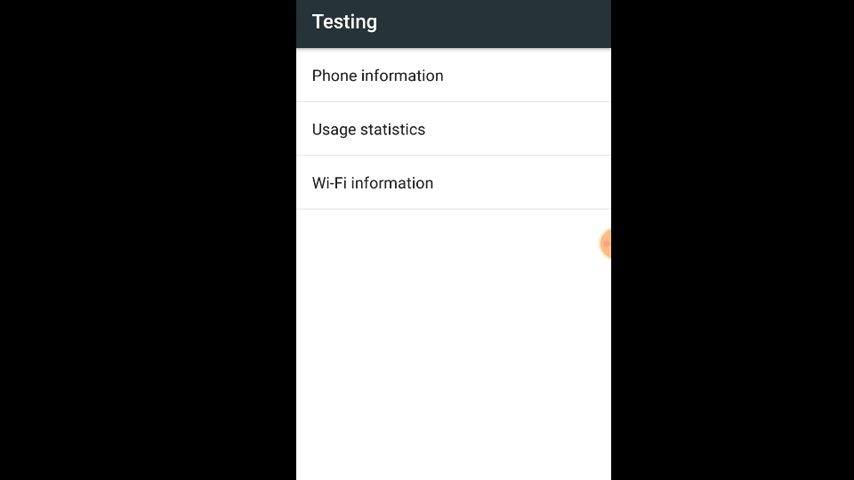 Testing
Phone information
Usage statistics
Wi-Fi information